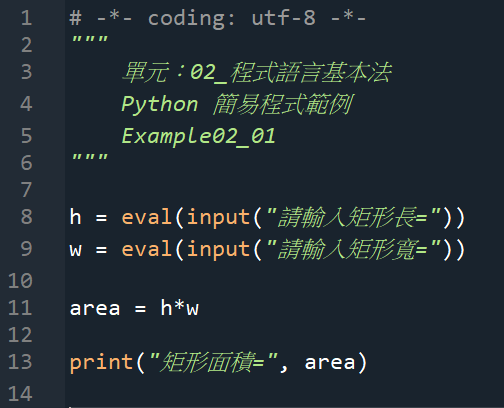 1 # -*- coding: utf-8 -*-
2 """
3 單元：02_程式語言基本法
4 Python 簡易程式範例
5 Example02_01
6 """
7
8 h = eval(input("請輸入矩形長="))
9 w = eval(input("請輸入矩形寬="))
10
11 area = h*w
12
13 print("矩形面積=", area)
14